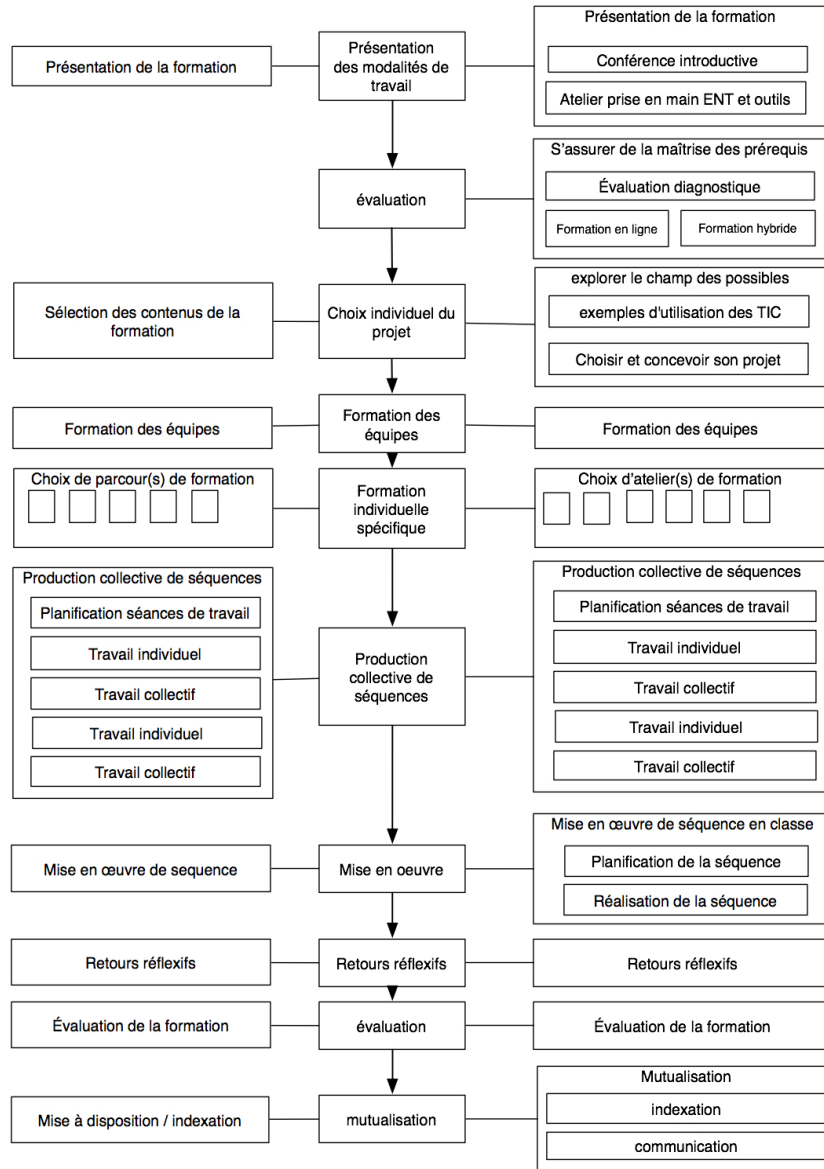 Présentation de la formation
Présentation
des modalités de
travail
Présentation de la formation
Conférence introductive
Atelier prise en main ENT et outils
évaluation
S'assurer de la maîtrise des prérequis
Évaluation diagnostique
Formation en ligne
Formation hybride
Sélection des contenus de la
formation
Choix individuel du
projet
explorer le champ des possibles
exemples d'utilisation des TIC
Choisir et concevoir son projet
Formation des équipes
Formation des
équipes
Formation des équipes
Choix de parcour(s) de formation
Formation
individuelle
spécifique
Choix d'atelier(s) de formation
Production collective de séquences
Planification séances de travail
Travail individuel
Travail collectif
Travail individuel
Travail collectif
Production
collective de
séquences
Production collective de séquences
Planification séances de travail
Travail individuel
Travail collectif
Travail individuel
Travail collectif
Mise en œuvre de sequence
Mise en oeuvre
Mise en œuvre de séquence en classe
Planification de la séquence
Réalisation de la séquence
Retours réflexifs
Retours réflexifs
Retours réflexifs
Évaluation de la formation
évaluation
Évaluation de la formation
Mise à disposition / indexation
mutualisation
Mutualisation
indexation
communication